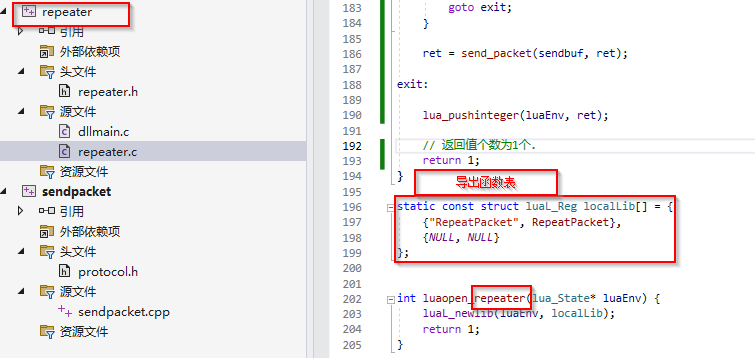 repeater
引用
外部依赖项
头文件
repeater.h
源文件
dllmain.c
repeater.c
资源文件
sendpacket
引用
外部依赖项
头文件
protocol.h
源文件
sendpacket.cpp
资源文件
183 goto exit;
184 }
185
186 ret = send_packet(sendbuf, ret);
187
188 exit:
189
190 lua_pushinteger(luaEnv, ret);
191
192 // 返回值个数为1个.
193 return 1;
194 }
195 导出函数表
196 static const struct luaL_Reg localLib[] = {
197 {"RepeatPacket", RepeatPacket},
198 {NULL, NULL}
199 };
200
201
202 int luaopen_repeater(lua_State* luaEnv) {
203 luaL_newlib(luaEnv, localLib);
204 return 1;
205 }